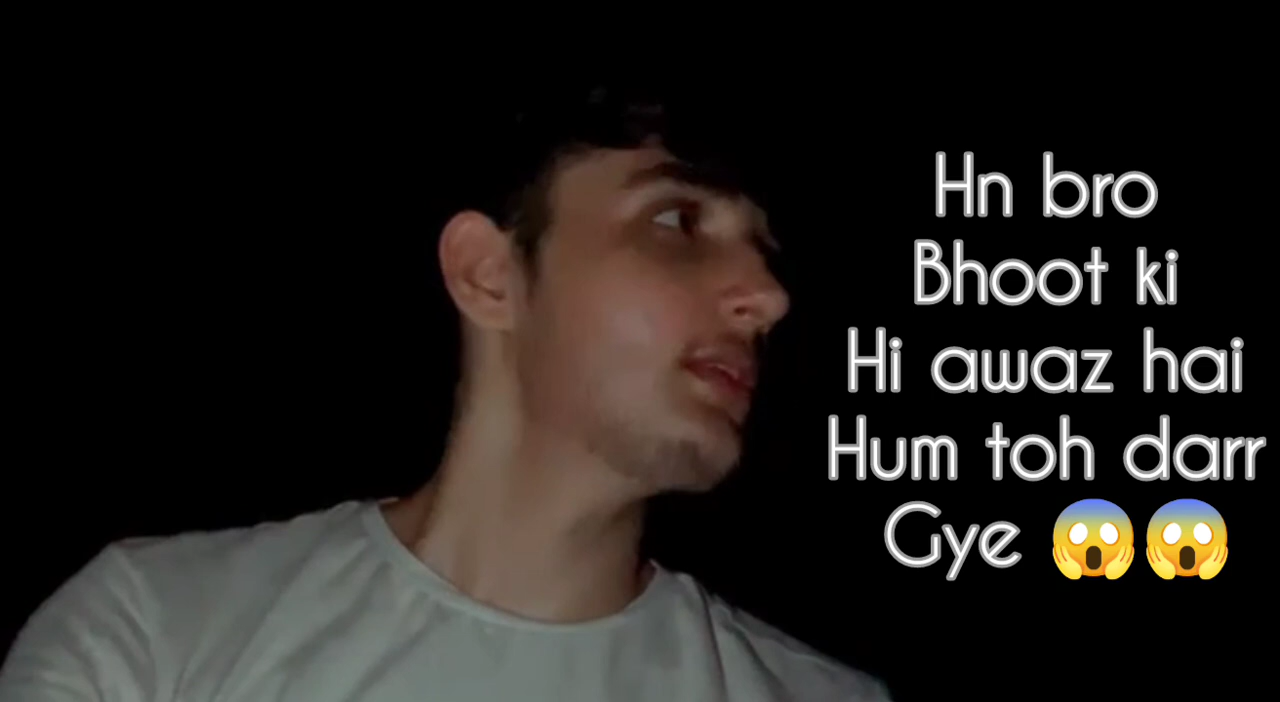 Hn bro
Bhoot ki
Hi awaz hai
Hum toh darr
Gye 😱😱